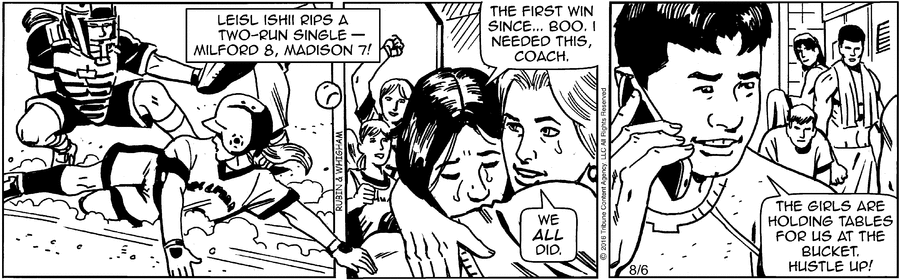 LEISL ISHII RIPS A
TWO-RUN SINGLE —
MILFORD 8, MADISON 7!
RUBIN & WHIGHAM
THE FIRST WIN
SINCE... BOO. I
NEEDED THIS,
COACH.
WE
ALL
DID.
© 2016 Tribune Content Agency, LLC All Rights Reserved
THE GIRLS ARE
HOLDING TABLES
FOR US AT THE
BUCKET.
HUSTLE UP!
8/6